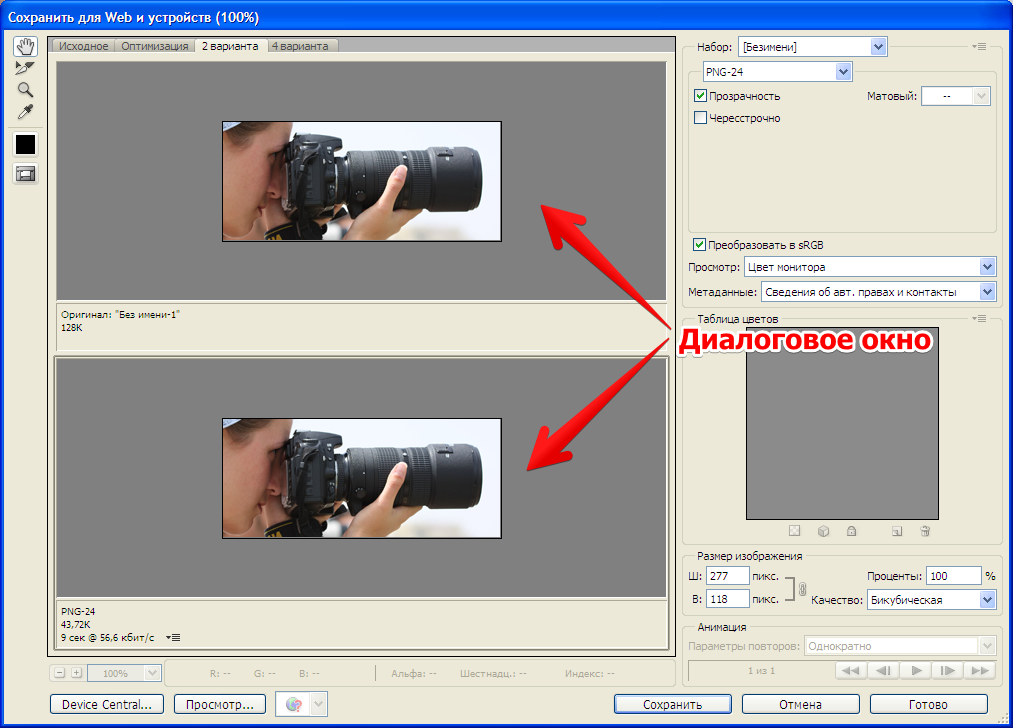 Сохранить для Web и устройств (100%)
Исходное Оптимизация 2 варианта 4 варианта
Набор: [Безимени]
PNG-24
Прозрачность Матовый: --
Чересстрочно
Преобразовать в sRGB
Просмотр: Цвет монитора
Метаданные: Сведения об авт. правах и контакты
Оригинал: "Без имени-1"
128K
Таблица цветов
Диалоговое окно
Размер изображения
Ш: 277 пикс. Проценты: 100 %
В: 118 пикс. Качество: Бикубическая
PNG-24
43,72K
9 сек @ 56,6 кбит/с
Анимация
Параметры повторов: Однократно
1 из 1
100% R: -- G: -- B: -- Альфа: -- Шестнадц.: -- Индекс: --
Device Central... Просмотр... Сохранить Отмена Готово